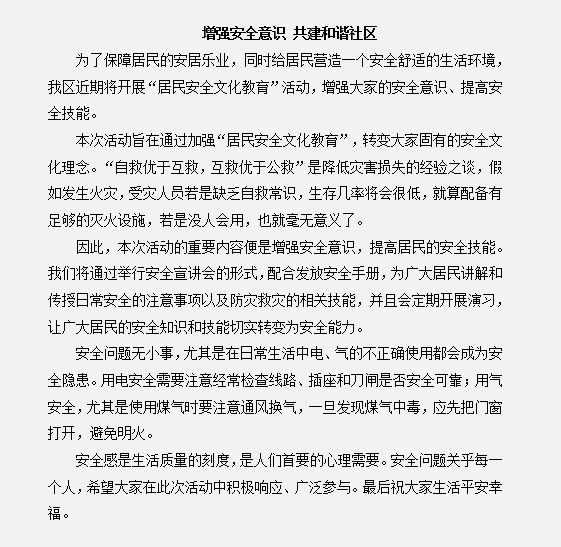 增强安全意识 共建和谐社区
为了保障居民的安居乐业，同时给居民营造一个安全舒适的生活环境，
我区近期将开展“居民安全文化教育”活动，增强大家的安全意识、提高安
全技能。
本次活动旨在通过加强“居民安全文化教育”，转变大家固有的安全文
化理念。“自救优于互救，互救优于公救”是降低灾害损失的经验之谈，假
如发生火灾，受灾人员若是缺乏自救常识，生存几率将会很低，就算配备有
足够的灭火设施，若是没人会用，也就毫无意义了。
因此，本次活动的重要内容便是增强安全意识，提高居民的安全技能。
我们将通过举行安全宣讲会的形式，配合发放安全手册，为广大居民讲解和
传授日常安全的注意事项以及防灾救灾的相关技能，并且会定期开展演习，
让广大居民的安全知识和技能切实转变为安全能力。
安全问题无小事，尤其是在日常生活中电、气的不正确使用都会成为安
全隐患。用电安全需要注意经常检查线路、插座和刀闸是否安全可靠；用气
安全，尤其是使用煤气时要注意通风换气，一旦发现煤气中毒，应先把门窗
打开，避免明火。
安全感是生活质量的刻度，是人们首要的心理需要。安全问题关乎每一
个人，希望大家在此次活动中积极响应、广泛参与。最后祝大家生活平安幸
福。